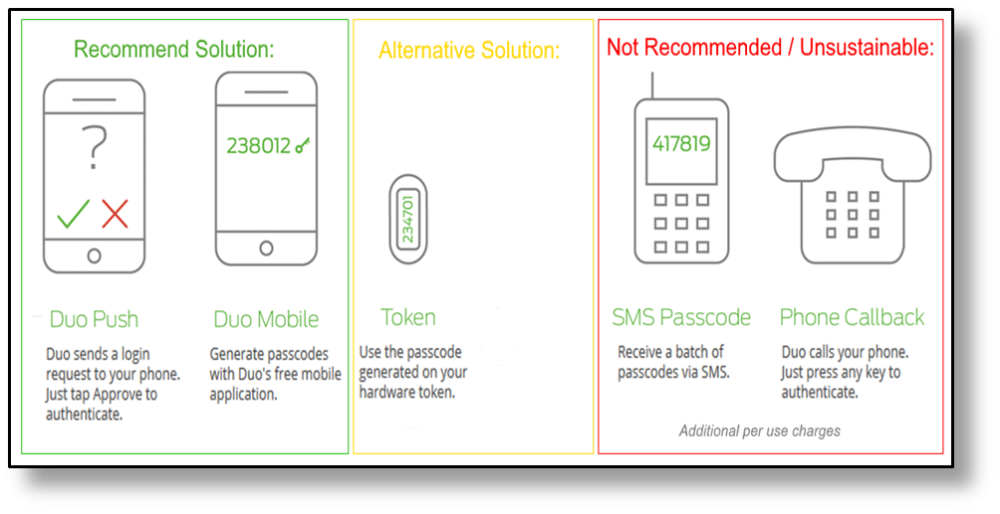 Recommend Solution:
Alternative Solution:
Not Recommended / Unsustainable:
?
238012
234701
417819
Duo Push
Duo sends a login
request to your phone.
Just tap Approve to
authenticate.
Duo Mobile
Generate passcodes
with Duo's free mobile
application.
Token
Use the passcode
generated on your
hardware token.
SMS Passcode
Receive a batch of
passcodes via SMS.
Phone Callback
Duo calls your phone.
Just press any key to
authenticate.
Additional per use charges